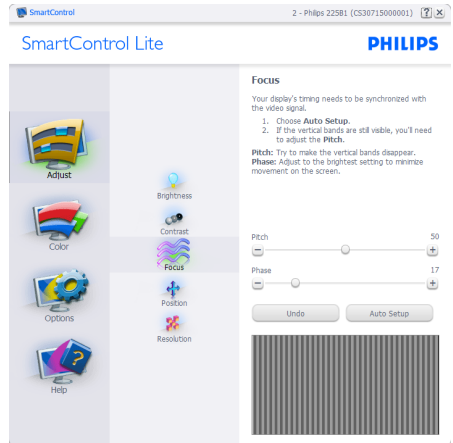 SmartControl
2 - Philips 225B1 (CS30715000001) ? X
SmartControl Lite
PHILIPS
Adjust
Color
Options
Help
Brightness
Contrast
Focus
Position
Resolution
Focus
Your display's timing needs to be synchronized with
the video signal.
1. Choose Auto Setup.
2. If the vertical bands are still visible, you'll need
to adjust the Pitch.
Pitch: Try to make the vertical bands disappear.
Phase: Adjust to the brightest setting to minimize
movement on the screen.
Pitch 50
Phase 17
Undo Auto Setup